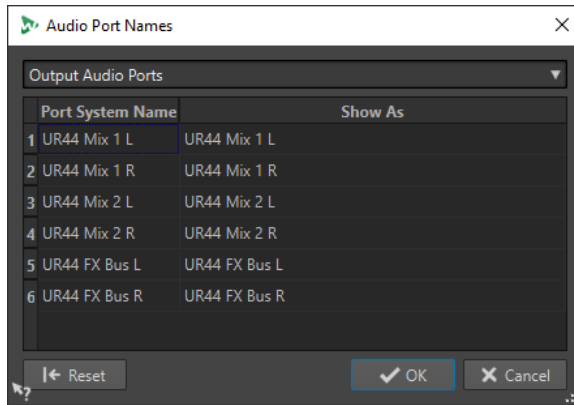 Audio Port Names
Output Audio Ports
Port System Name Show As
1 UR44 Mix 1 L UR44 Mix 1 L
2 UR44 Mix 1 R UR44 Mix 1 R
3 UR44 Mix 2 L UR44 Mix 2 L
4 UR44 Mix 2 R UR44 Mix 2 R
5 UR44 FX Bus L UR44 FX Bus L
6 UR44 FX Bus R UR44 FX Bus R
Reset OK Cancel
?